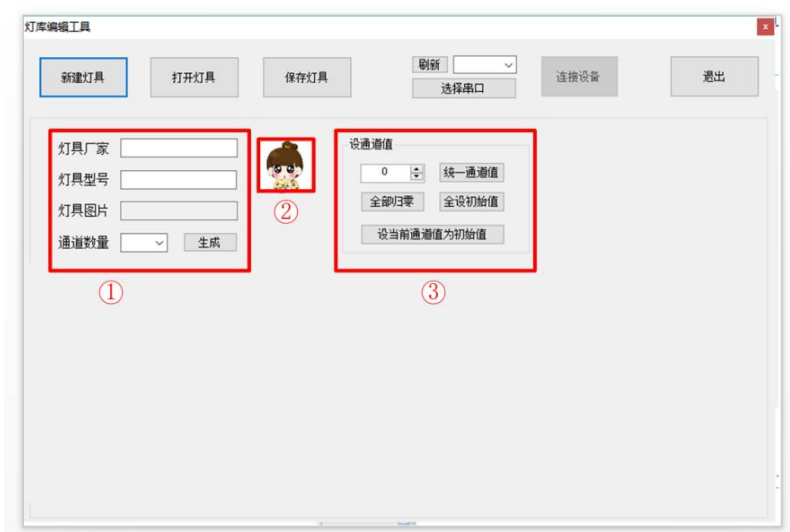 灯库编辑工具
x
新建灯具 打开灯具 保存灯具 刷新 连接设备 退出
选择串口
灯具厂家
灯具型号
灯具图片
通道数量 生成
①
②
设通道值
0 统一通道值
全部归零 全设初始值
设当前通道值为初始值
③